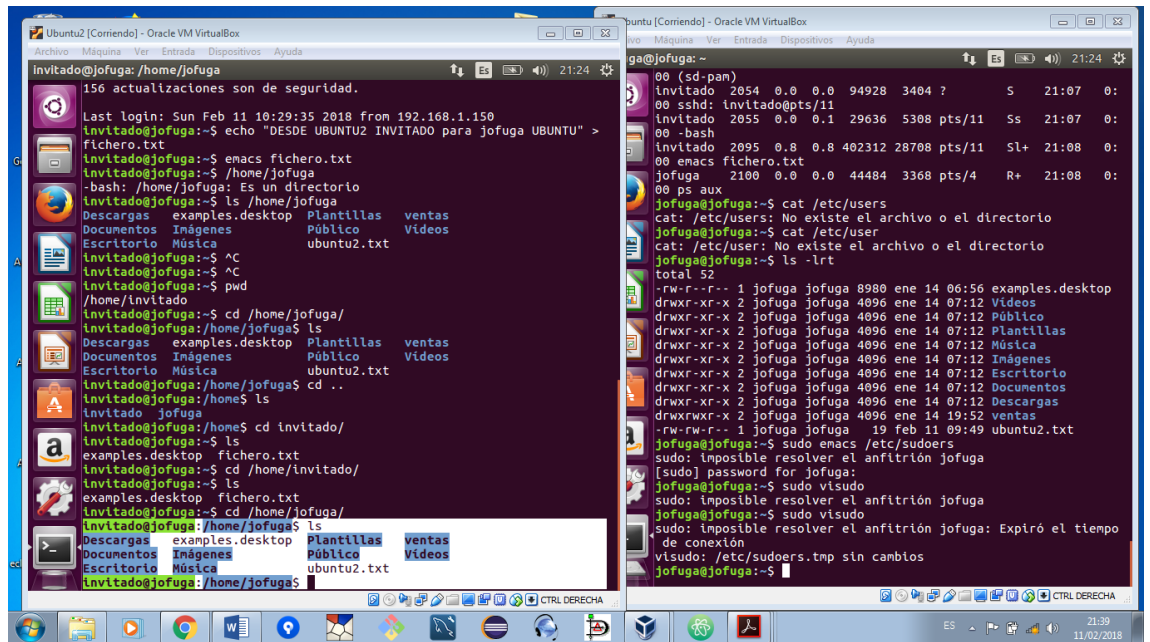 Ubuntu2 [Corriendo] - Oracle VM VirtualBox
Archivo Máquina Ver Entrada Dispositivos Ayuda
invitado@jofuga: /home/jofuga
Es 21:24
156 actualizaciones son de seguridad.
Last login: Sun Feb 11 10:29:35 2018 from 192.168.1.150
invitado@jofuga:~$ echo "DESDE UBUNTU2 INVITADO para jofuga UBUNTU" >
fichero.txt
invitado@jofuga:~$ emacs fichero.txt
invitado@jofuga:~$ /home/jofuga
-bash: /home/jofuga: Es un directorio
invitado@jofuga:~$ ls /home/jofuga
Descargas examples.desktop Plantillas ventas
Documentos Imágenes Público Vídeos
Escritorio Música ubuntu2.txt
invitado@jofuga:~$ ^C
invitado@jofuga:~$ ^C
invitado@jofuga:~$ pwd
/home/invitado
invitado@jofuga:~$ cd /home/jofuga/
invitado@jofuga:/home/jofuga$ ls
Descargas examples.desktop Plantillas ventas
Documentos Imágenes Público Vídeos
Escritorio Música ubuntu2.txt
invitado@jofuga:/home/jofuga$ cd ..
invitado@jofuga:/home$ ls
invitado jofuga
invitado@jofuga:/home$ cd invitado/
invitado@jofuga:~$ ls
examples.desktop fichero.txt
invitado@jofuga:~$ cd /home/invitado/
invitado@jofuga:~$ ls
examples.desktop fichero.txt
invitado@jofuga:~$ cd /home/jofuga/
invitado@jofuga:/home/jofuga$ ls
Descargas examples.desktop Plantillas ventas
Documentos Imágenes Público Vídeos
Escritorio Música ubuntu2.txt
invitado@jofuga:/home/jofuga$
CTRL DERECHA
buntu [Corriendo] - Oracle VM VirtualBox
ivo Máquina Ver Entrada Dispositivos Ayuda
ga@jofuga: ~
Es 21:24
00 (sd-pam)
invitado 2054 0.0 0.0 94928 3404 ? S 21:07 0:
00 sshd: invitado@pts/11
invitado 2055 0.0 0.1 29636 5308 pts/11 Ss 21:07 0:
00 -bash
invitado 2095 0.8 0.8 402312 28708 pts/11 Sl+ 21:08 0:
00 emacs fichero.txt
jofuga 2100 0.0 0.0 44484 3368 pts/4 R+ 21:08 0:
00 ps aux
jofuga@jofuga:~$ cat /etc/users
cat: /etc/users: No existe el archivo o el directorio
jofuga@jofuga:~$ cat /etc/user
cat: /etc/user: No existe el archivo o el directorio
jofuga@jofuga:~$ ls -lrt
total 52
-rw-r--r-- 1 jofuga jofuga 8980 ene 14 06:56 examples.desktop
drwxr-xr-x 2 jofuga jofuga 4096 ene 14 07:12 Vídeos
drwxr-xr-x 2 jofuga jofuga 4096 ene 14 07:12 Público
drwxr-xr-x 2 jofuga jofuga 4096 ene 14 07:12 Plantillas
drwxr-xr-x 2 jofuga jofuga 4096 ene 14 07:12 Música
drwxr-xr-x 2 jofuga jofuga 4096 ene 14 07:12 Imágenes
drwxr-xr-x 2 jofuga jofuga 4096 ene 14 07:12 Escritorio
drwxr-xr-x 2 jofuga jofuga 4096 ene 14 07:12 Documentos
drwxr-xr-x 2 jofuga jofuga 4096 ene 14 07:12 Descargas
drwxrwxr-x 2 jofuga jofuga 4096 ene 14 19:52 ventas
-rw-rw-r-- 1 jofuga jofuga 19 feb 11 09:49 ubuntu2.txt
jofuga@jofuga:~$ sudo emacs /etc/sudoers
sudo: imposible resolver el anfitrión jofuga
[sudo] password for jofuga:
jofuga@jofuga:~$ sudo visudo
sudo: imposible resolver el anfitrión jofuga
jofuga@jofuga:~$ sudo visudo
sudo: imposible resolver el anfitrión jofuga: Expiró el tiempo
de conexión
visudo: /etc/sudoers.tmp sin cambios
jofuga@jofuga:~$
CTRL DERECHA
ES
21:39
11/02/2018